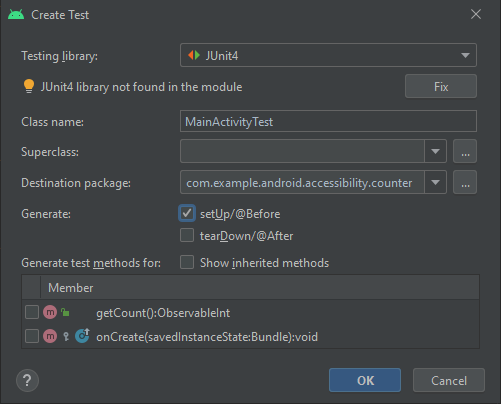 Create Test
Testing library: JUnit4
JUnit4 library not found in the module Fix
Class name: MainActivityTest
Superclass: ...
Destination package: com.example.android.accessibility.counter ...
Generate: setUp/@Before
tearDown/@After
Generate test methods for: Show inherited methods
Member
m getCount():ObservableInt
m onCreate(savedInstanceState:Bundle):void
? OK Cancel